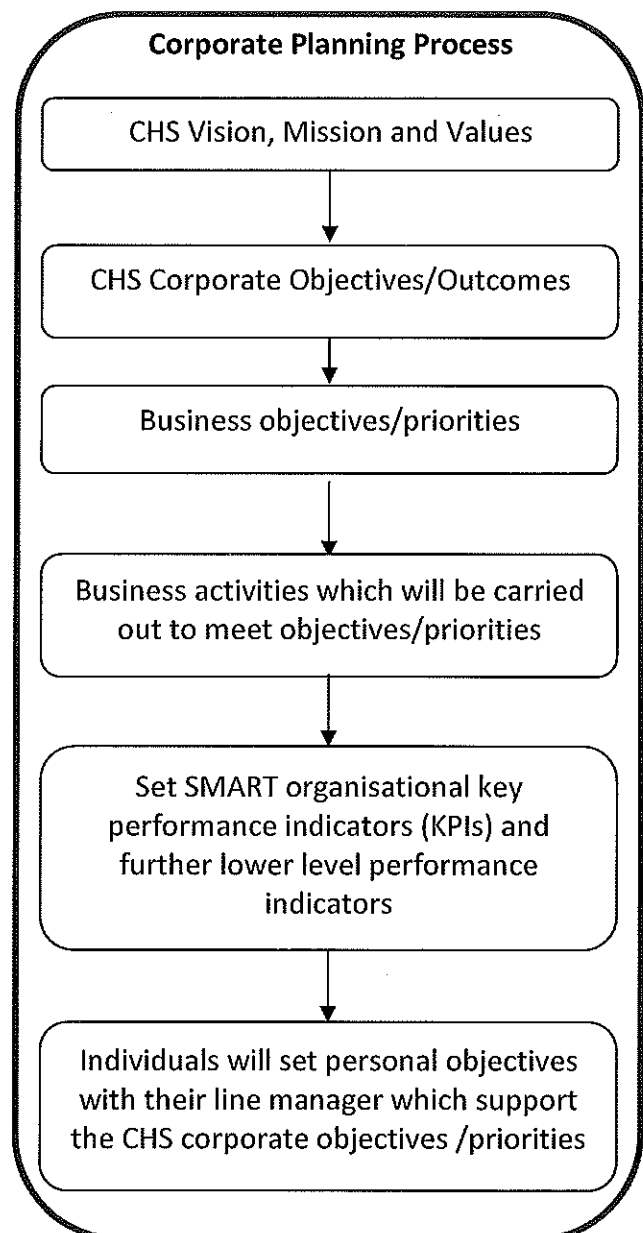 Corporate Planning Process
CHS Vision, Mission and Values
CHS Corporate Objectives/Outcomes
Business objectives/priorities
Business activities which will be carried
out to meet objectives/priorities
Set SMART organisational key
performance indicators (KPIs) and
further lower level performance
indicators
Individuals will set personal objectives
with their line manager which support
the CHS corporate objectives /priorities